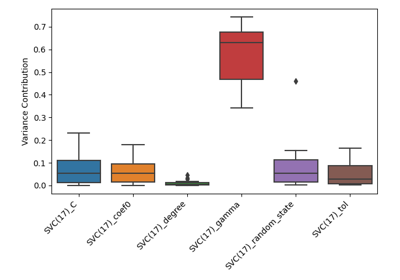 0.7
0.6
0.5
0.4
0.3
0.2
0.1
0.0
Variance Contribution
SVC(17)_C
SVC(17)_coef0
SVC(17)_degree
SVC(17)_gamma
SVC(17)_random_state
SVC(17)_tol